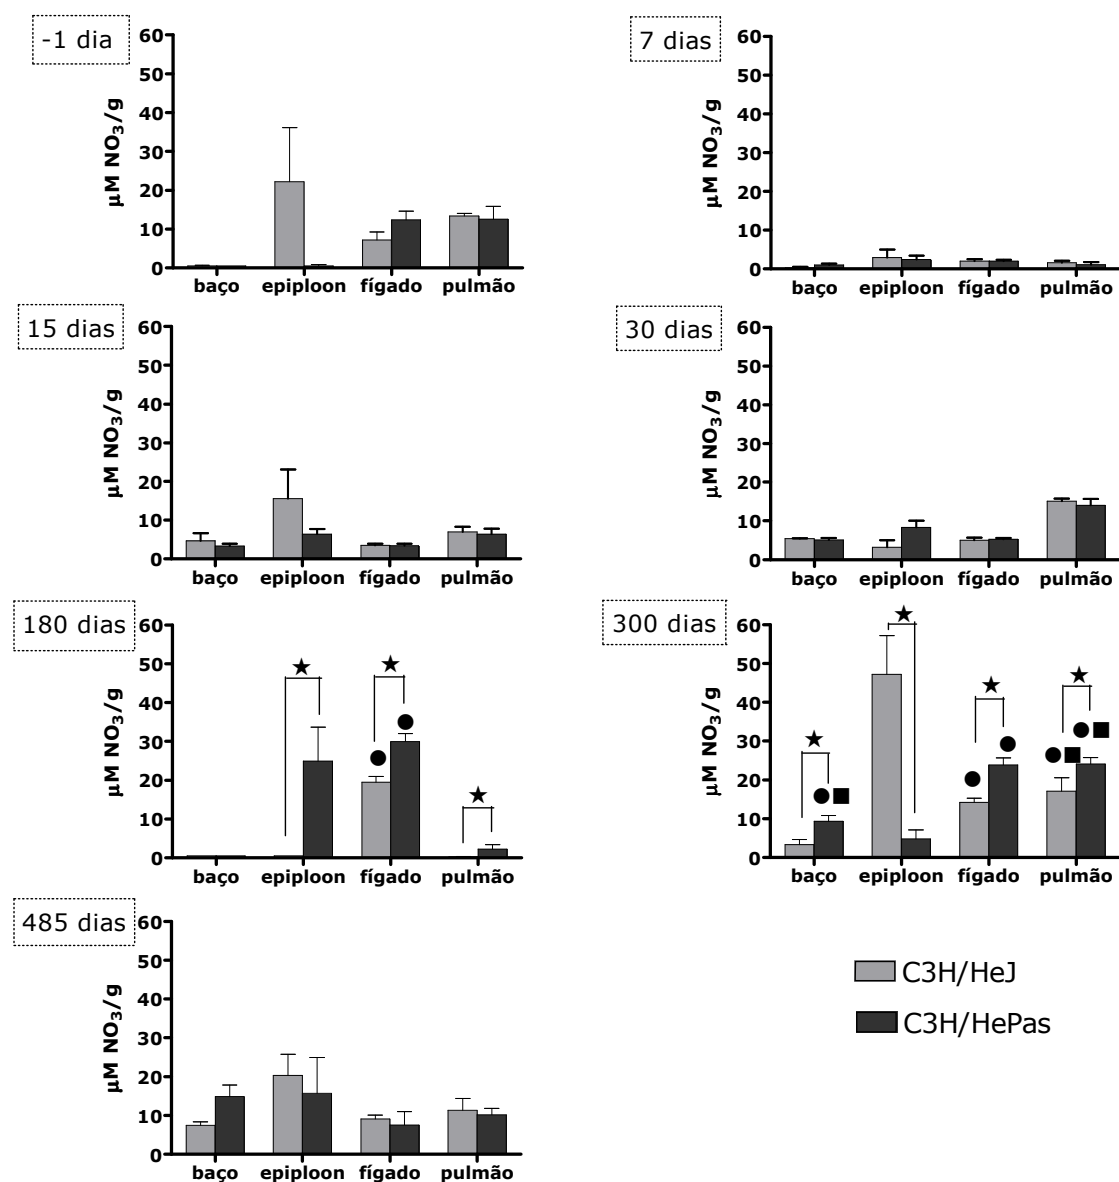 -1 dia
60
50
40
30
20
10
0
µM NO₃/g
baço epiploon fígado pulmão
7 dias
60
50
40
30
20
10
0
µM NO₃/g
baço epiploon fígado pulmão
15 dias
60
50
40
30
20
10
0
µM NO₃/g
baço epiploon fígado pulmão
30 dias
60
50
40
30
20
10
0
µM NO₃/g
baço epiploon fígado pulmão
180 dias
60
50
40
30
20
10
0
µM NO₃/g
baço epiploon fígado pulmão
300 dias
60
50
40
30
20
10
0
µM NO₃/g
baço epiploon fígado pulmão
485 dias
60
50
40
30
20
10
0
µM NO₃/g
baço epiploon fígado pulmão
C3H/HeJ
C3H/HePas